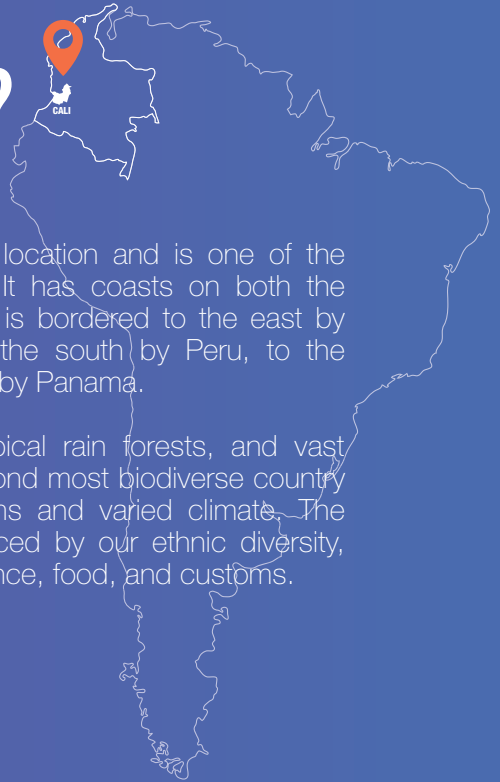 ?
CALI
location and is one of the
It has coasts on both the
is bordered to the east by
the south by Peru, to the
by Panama.
pical rain forests, and vast
ond most biodiverse country
ns and varied climate. The
ced by our ethnic diversity,
nce, food, and customs.